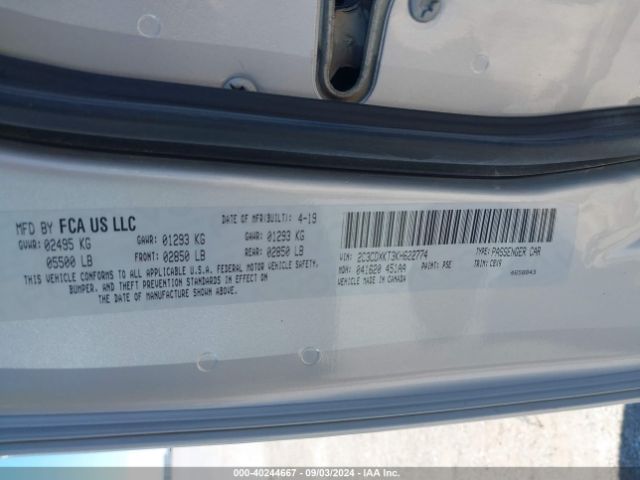 MFD BY FCA US LLC
DATE OF MFR(BUILT): 4-19
GVWR: 02495 KG
05500 LB
GAWR: 01293 KG
FRONT: 02850 LB
GAWR: 01293 KG
REAR: 02850 LB
THIS VEHICLE CONFORMS TO ALL APPLICABLE U.S.A. FEDERAL MOTOR VEHICLE SAFETY,
BUMPER, AND THEFT PREVENTION STANDARDS IN EFFECT ON
THE DATE OF MANUFACTURE SHOWN ABOVE.
VIN: 2C3CDXKT3KH622774
TYPE: PASSENGER CAR
MDH: 041620 451AA
PAINT: PSE
TRIM: CBV9
VEHICLE MADE IN CANADA
000-40244667 - 09/03/2024 - IAA Inc.